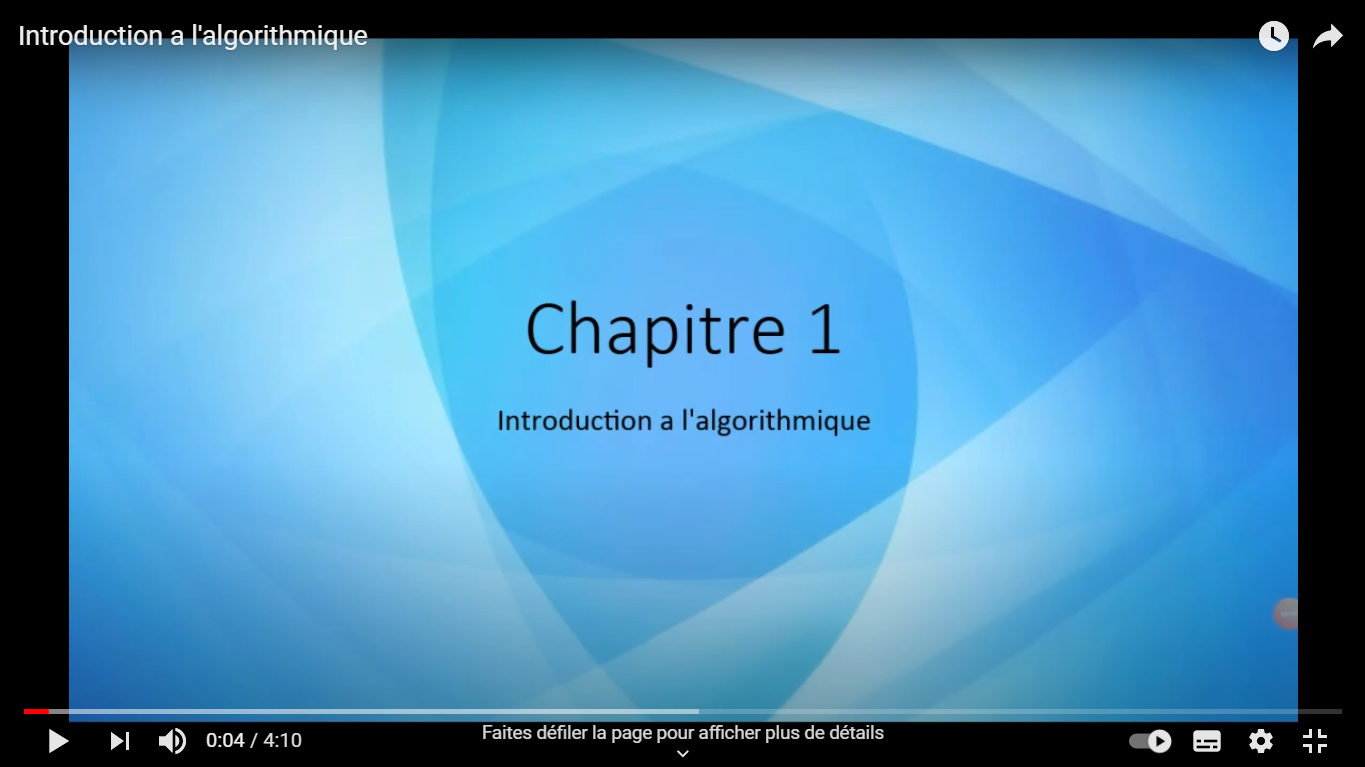 Introduction a l'algorithmique
Chapitre 1
Introduction a l'algorithmique
Faites défiler la page pour afficher plus de détails
0:04 / 4:10